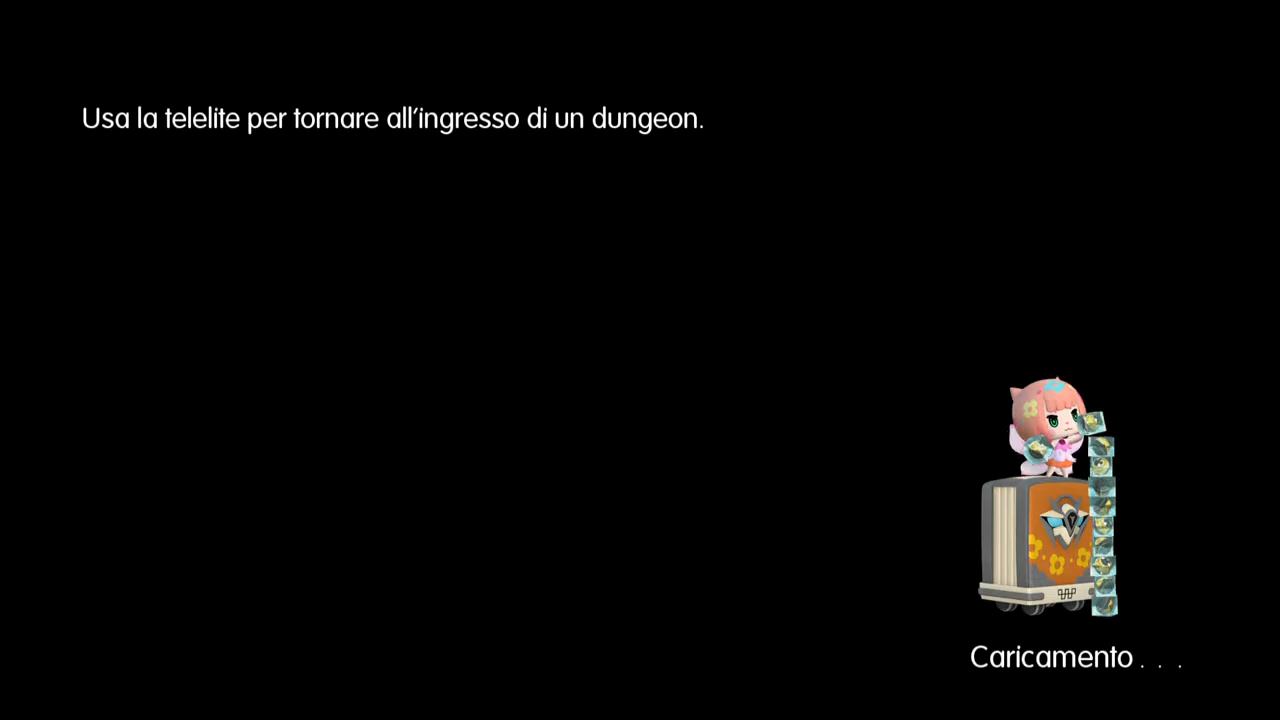 Usa la telelite per tornare all'ingresso di un dungeon.
Caricamento . . .